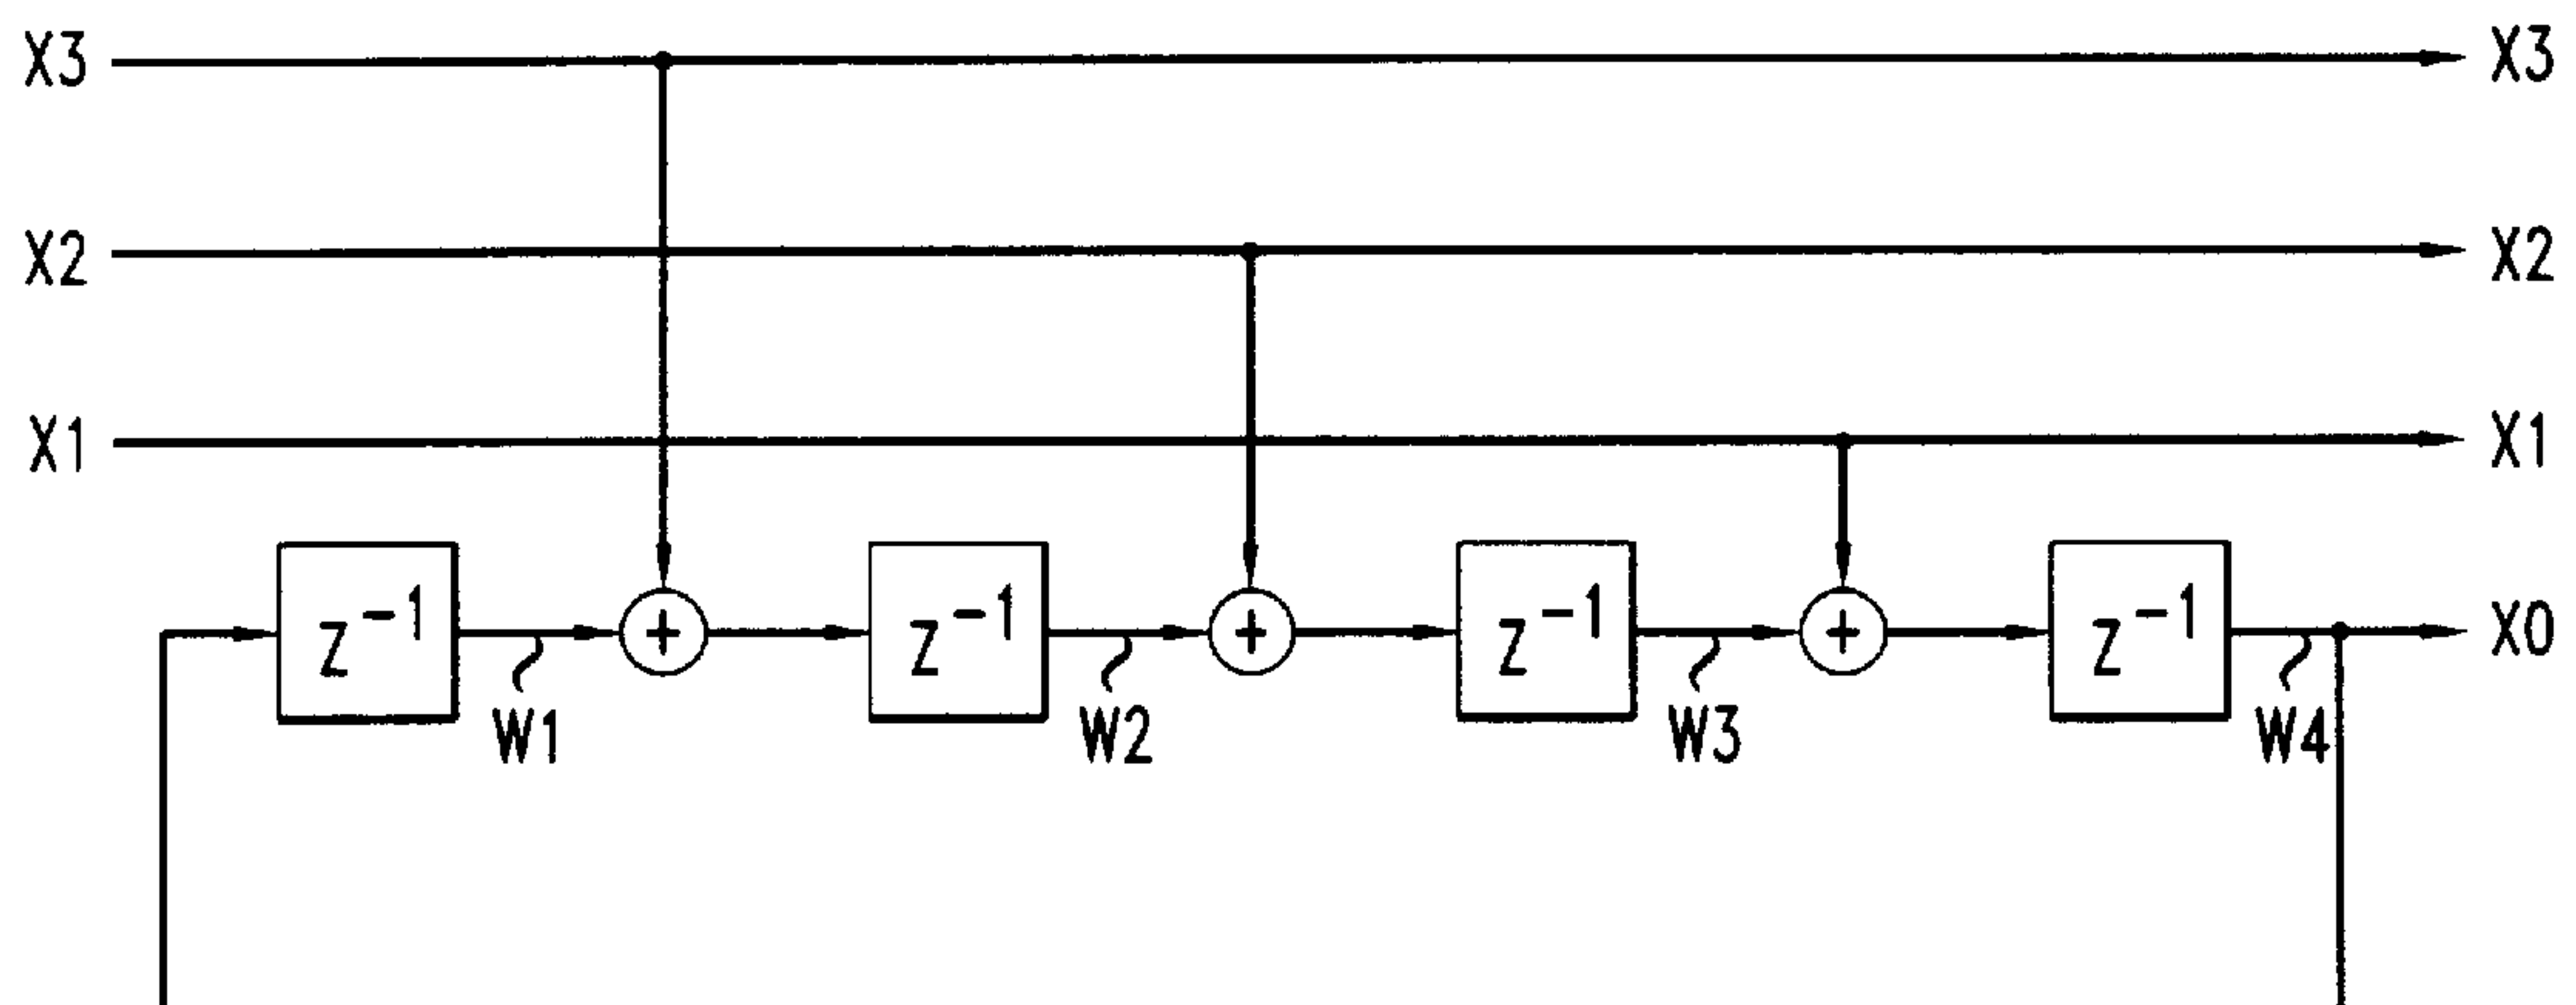 X3 X3
X2 X2
X1 X1
z⁻¹ + z⁻¹ + z⁻¹ + z⁻¹ X0
W1 W2 W3 W4